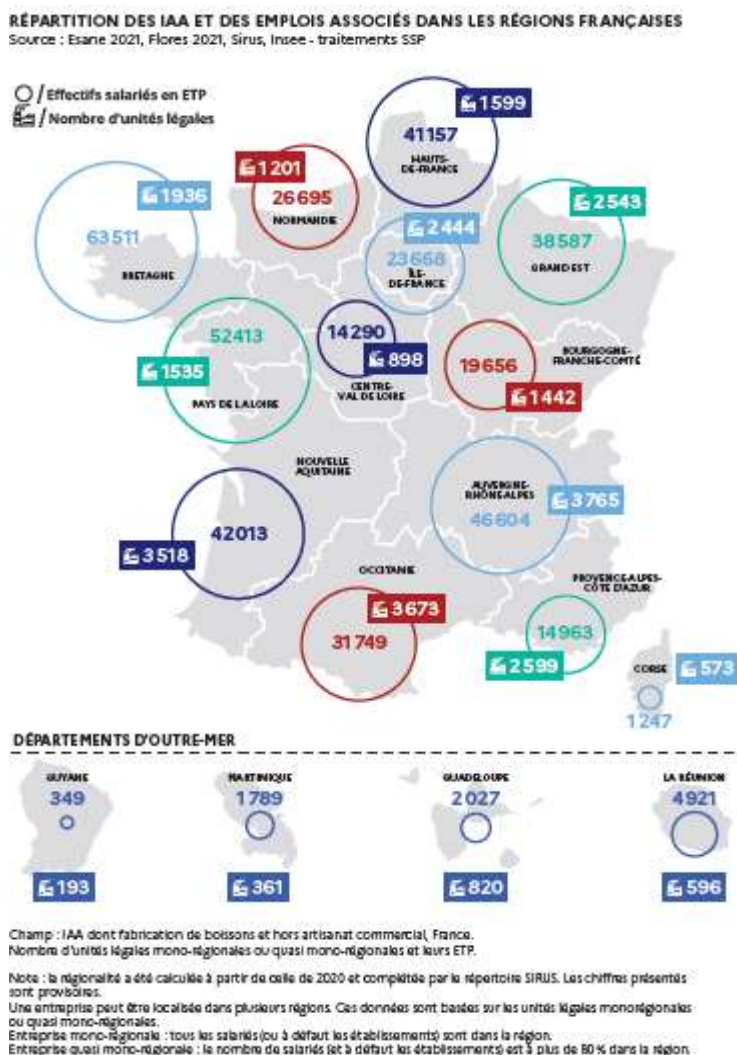 RÉPARTITION DES IAA ET DES EMPLOIS ASSOCIÉS DANS LES RÉGIONS FRANÇAISES
Source : Esane 2021, Flores 2021, Sirus, Insee - traitements SSP
/ Effectifs salariés en ETP
/ Nombre d'unités légales
1599
41157
HAUTS-
DE-FRANCE
1201
26695
NORMANDIE
1936
63511
BRETAGNE
2444
23668
ÎLE-
DE-FRANCE
2543
38587
GRAND EST
52413
1535
PAYS DE LA LOIRE
14290
898
CENTRE-
VAL DE LOIRE
19656
1442
BOURGOGNE-
FRANCHE-COMTÉ
NOUVELLE
AQUITAINE
42013
3518
AUVERGNE-
RHÔNE-ALPES
3765
46604
OCCITANIE
3673
31749
PROVENCE-ALPES-
CÔTE D'AZUR
14963
2599
CORSE
573
1247
DÉPARTEMENTS D'OUTRE-MER
GUYANE
349
193
MARTINIQUE
1789
361
GUADELOUPE
2027
820
LA RÉUNION
4921
596
Champ : IAA dont fabrication de boissons et hors artisanat commercial, France.
Nombre d'unités légales mono-régionales ou quasi mono-régionales et leurs ETP.
Note : la régionalité a été calculée à partir de celle de 2020 et complétée par le répertoire SIRUS. Les chiffres présentés
sont provisoires.
Une entreprise peut être localisée dans plusieurs régions. Ces données sont basées sur les unités légales monorégionales
ou quasi mono-régionales.
Entreprise mono-régionale : tous les salariés (ou à défaut les établissements) sont dans la région.
Entreprise quasi mono-régionale : le nombre de salariés (et à défaut les établissements) est à plus de 80 % dans la région.